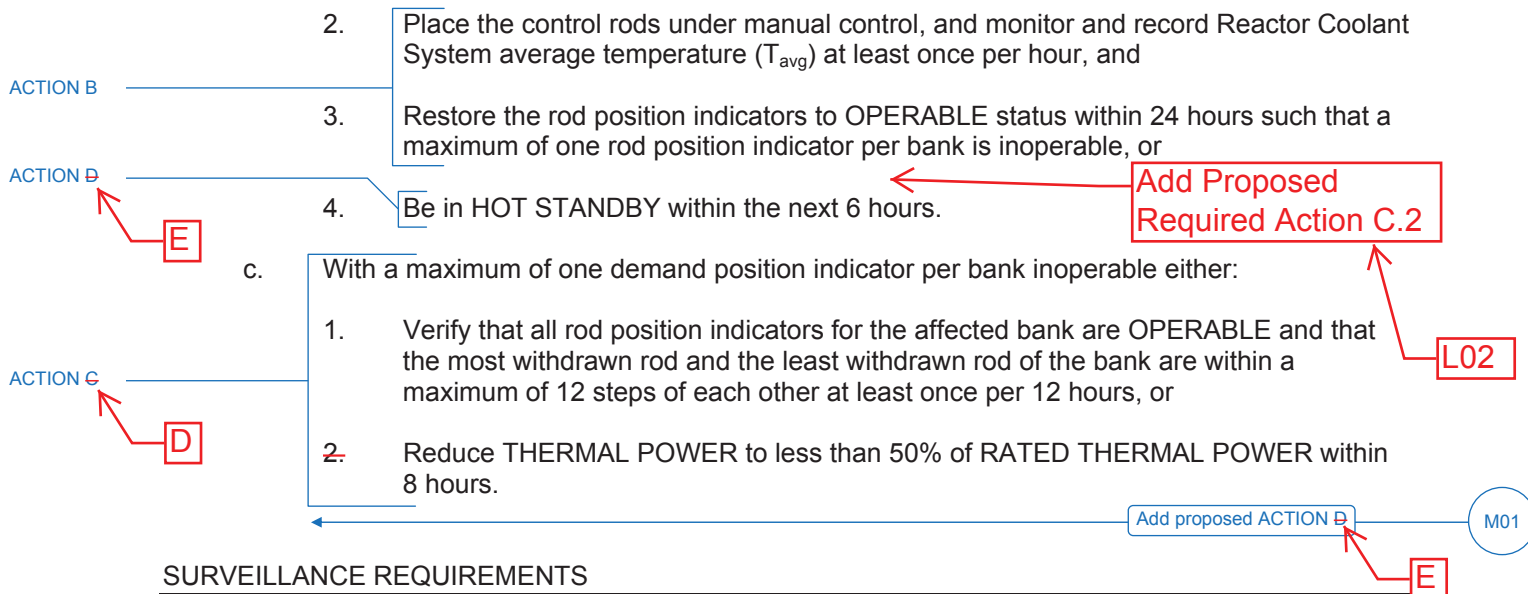 2. Place the control rods under manual control, and monitor and record Reactor Coolant
System average temperature (Tavg) at least once per hour, and
ACTION B
3. Restore the rod position indicators to OPERABLE status within 24 hours such that a
maximum of one rod position indicator per bank is inoperable, or
ACTION D
Add Proposed
Required Action C.2
4. Be in HOT STANDBY within the next 6 hours.
E
c. With a maximum of one demand position indicator per bank inoperable either:
1. Verify that all rod position indicators for the affected bank are OPERABLE and that
the most withdrawn rod and the least withdrawn rod of the bank are within a
maximum of 12 steps of each other at least once per 12 hours, or
L02
ACTION C
D
2. Reduce THERMAL POWER to less than 50% of RATED THERMAL POWER within
8 hours.
Add proposed ACTION D
M01
E
SURVEILLANCE REQUIREMENTS